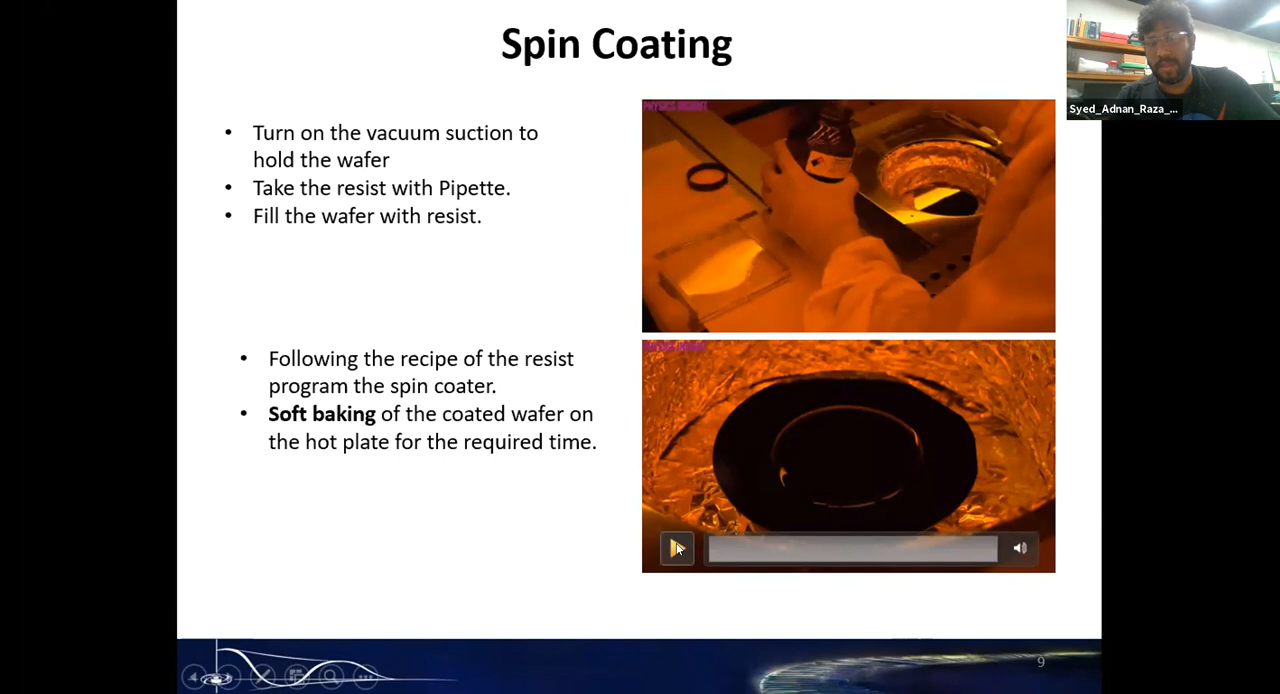 Spin Coating
Syed_Adnan_Raza_...
PHYSICS INSIGHT
• Turn on the vacuum suction to
hold the wafer
• Take the resist with Pipette.
• Fill the wafer with resist.
• Following the recipe of the resist
program the spin coater.
• Soft baking of the coated wafer on
the hot plate for the required time.
9